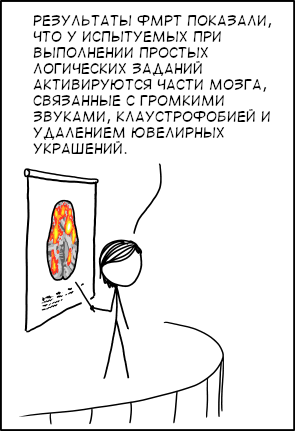 РЕЗУЛЬТАТЫ ФМРТ ПОКАЗАЛИ,
ЧТО У ИСПЫТУЕМЫХ ПРИ
ВЫПОЛНЕНИИ ПРОСТЫХ
ЛОГИЧЕСКИХ ЗАДАНИЙ
АКТИВИРУЮТСЯ ЧАСТИ МОЗГА,
СВЯЗАННЫЕ С ГРОМКИМИ
ЗВУКАМИ, КЛАУСТРОФОБИЕЙ И
УДАЛЕНИЕМ ЮВЕЛИРНЫХ
УКРАШЕНИЙ.